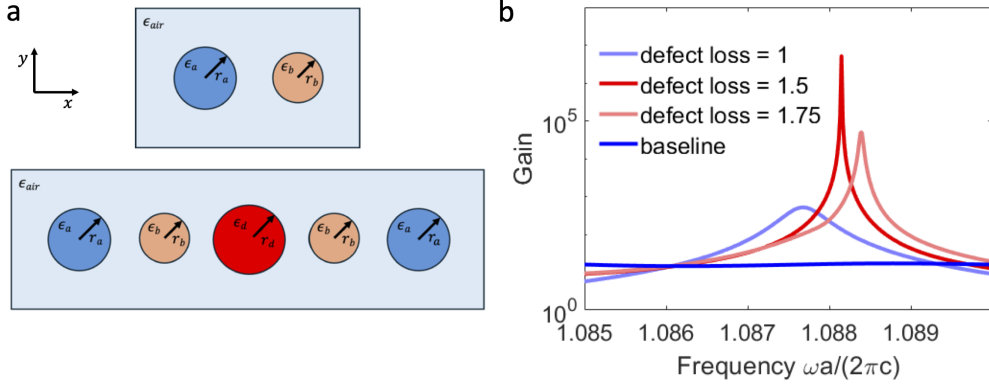 a
ϵair
y
x
ϵa
ra
ϵb
rb
ϵair
ϵa
ra
ϵb
rb
ϵd
rd
ϵb
rb
ϵa
ra
b
defect loss = 1
defect loss = 1.5
defect loss = 1.75
baseline
Gain
10^5
10^0
1.085 1.086 1.087 1.088 1.089
Frequency ωa/(2πc)